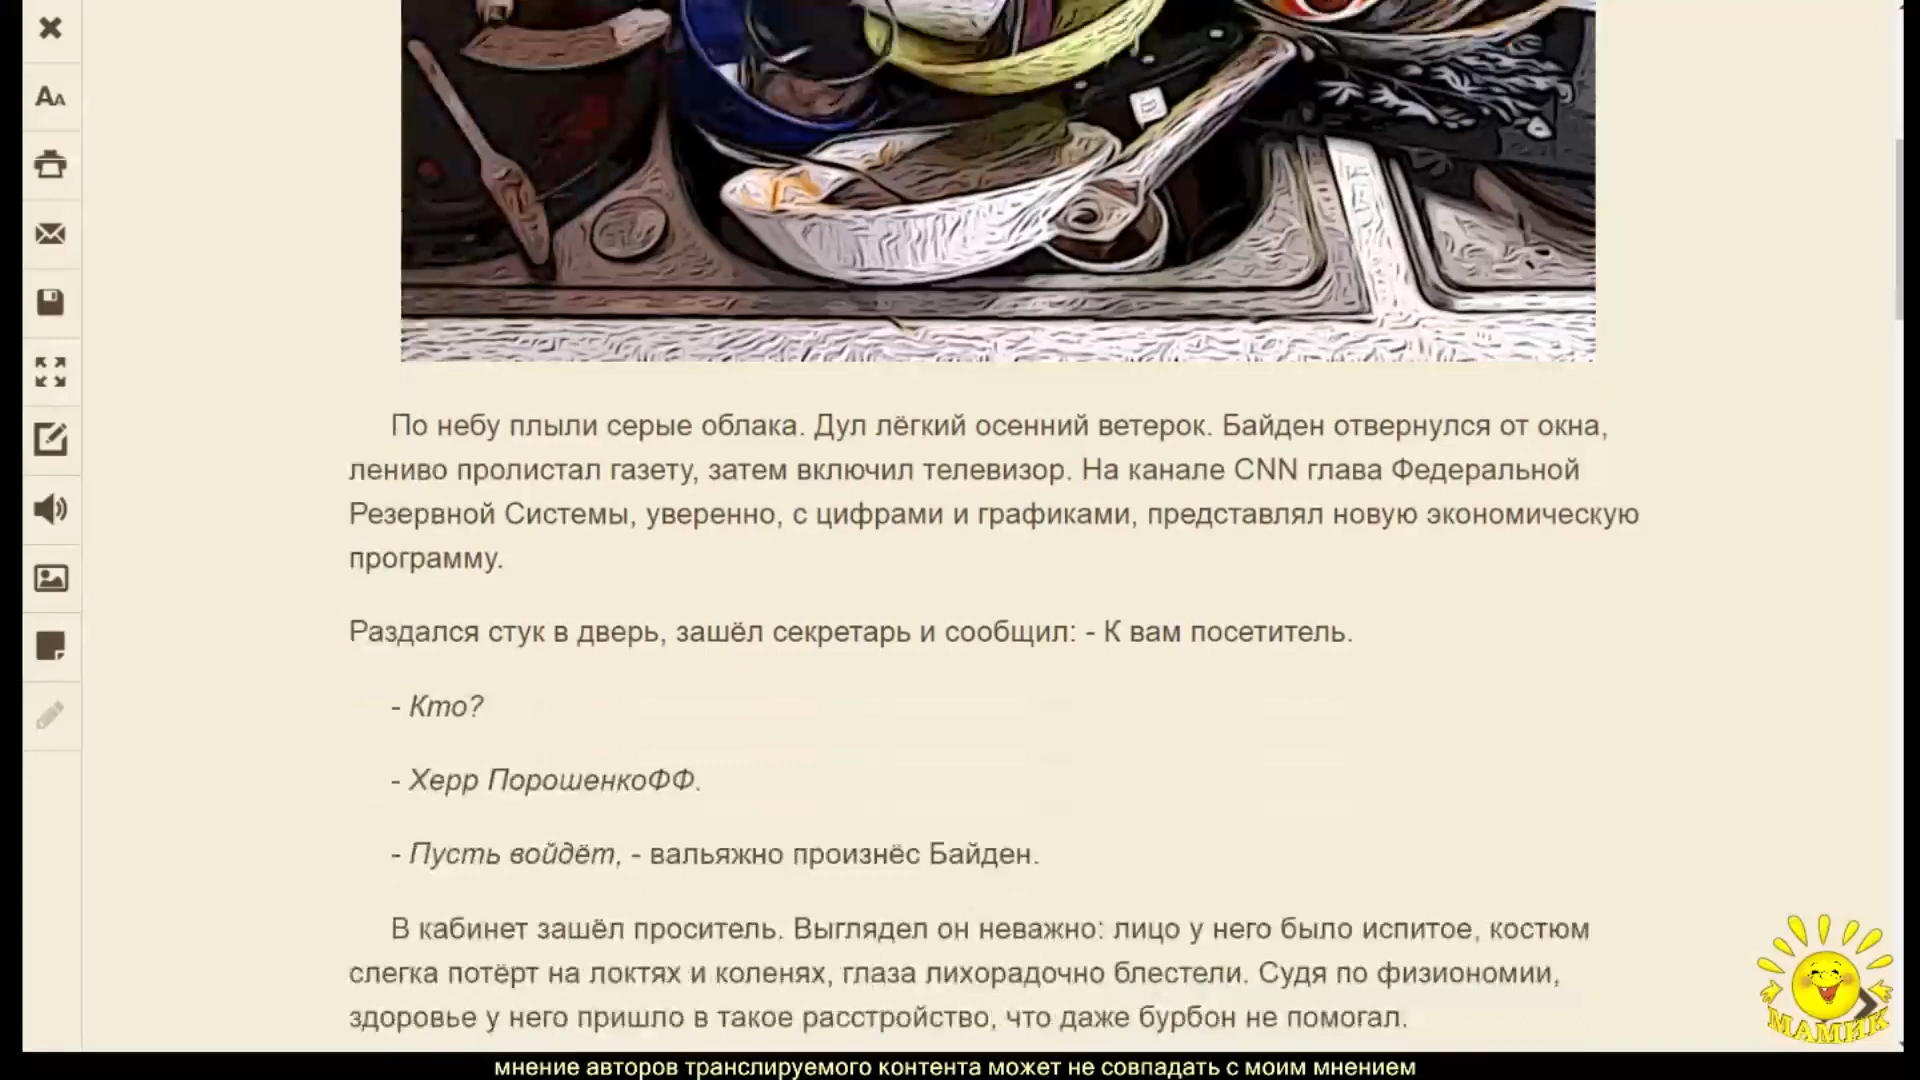 По небу плыли серые облака. Дул лёгкий осенний ветерок. Байден отвернулся от окна,
лениво пролистал газету, затем включил телевизор. На канале CNN глава Федеральной
Резервной Системы, уверенно, с цифрами и графиками, представлял новую экономическую
программу.
Раздался стук в дверь, зашёл секретарь и сообщил: - К вам посетитель.
- Кто?
- Херр ПорошенкоФФ.
- Пусть войдёт, - вальяжно произнёс Байден.
В кабинет зашёл проситель. Выглядел он неважно: лицо у него было испитое, костюм
слегка потёрт на локтях и коленях, глаза лихорадочно блестели. Судя по физиономии,
здоровье у него пришло в такое расстройство, что даже бурбон не помогал.
МАМИК
мнение авторов транслируемого контента может не совпадать с моим мнением